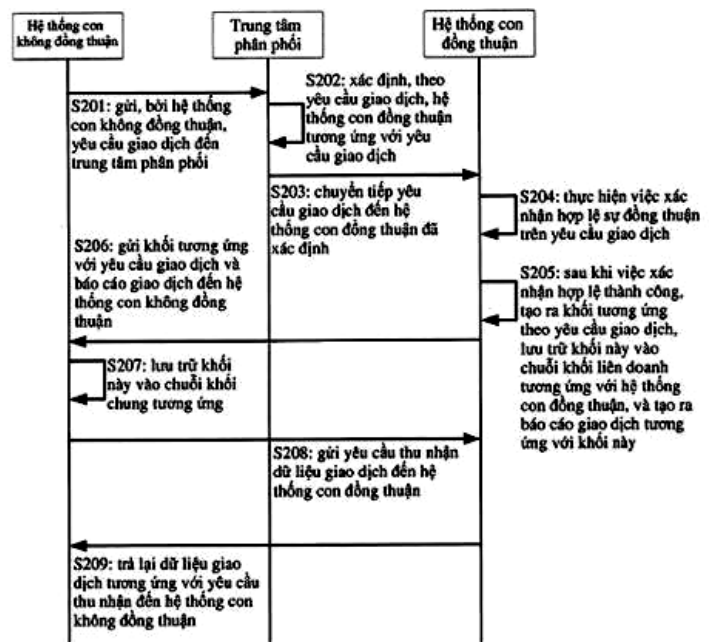 Hệ thống con
không đồng thuận
Trung tâm
phân phối
Hệ thống con
đồng thuận
S201: gửi, bởi hệ thống
con không đồng thuận,
yêu cầu giao dịch đến
trung tâm phân phối
S202: xác định, theo
yêu cầu giao dịch, hệ
thống con đồng thuận
tương ứng với yêu
cầu giao dịch
S203: chuyển tiếp yêu
cầu giao dịch đến hệ
thống con đồng thuận đã
xác định
S204: thực hiện việc xác
nhận hợp lệ sự đồng thuận
trên yêu cầu giao dịch
S205: sau khi việc xác
nhận hợp lệ thành công,
tạo ra khối tương ứng
theo yêu cầu giao dịch,
lưu trữ khối này vào
chuỗi khối liên doanh
tương ứng với hệ thống
con đồng thuận, và tạo ra
báo cáo giao dịch tương
ứng với khối này
S206: gửi khối tương ứng
với yêu cầu giao dịch và
báo cáo giao dịch đến hệ
thống con không đồng
thuận
S207: lưu trữ khối
này vào chuỗi khối
chung tương ứng
S208: gửi yêu cầu thu nhận
dữ liệu giao dịch đến hệ
thống con đồng thuận
S209: trả lại dữ liệu giao
dịch tương ứng với yêu cầu
thu nhận đến hệ thống con
không đồng thuận